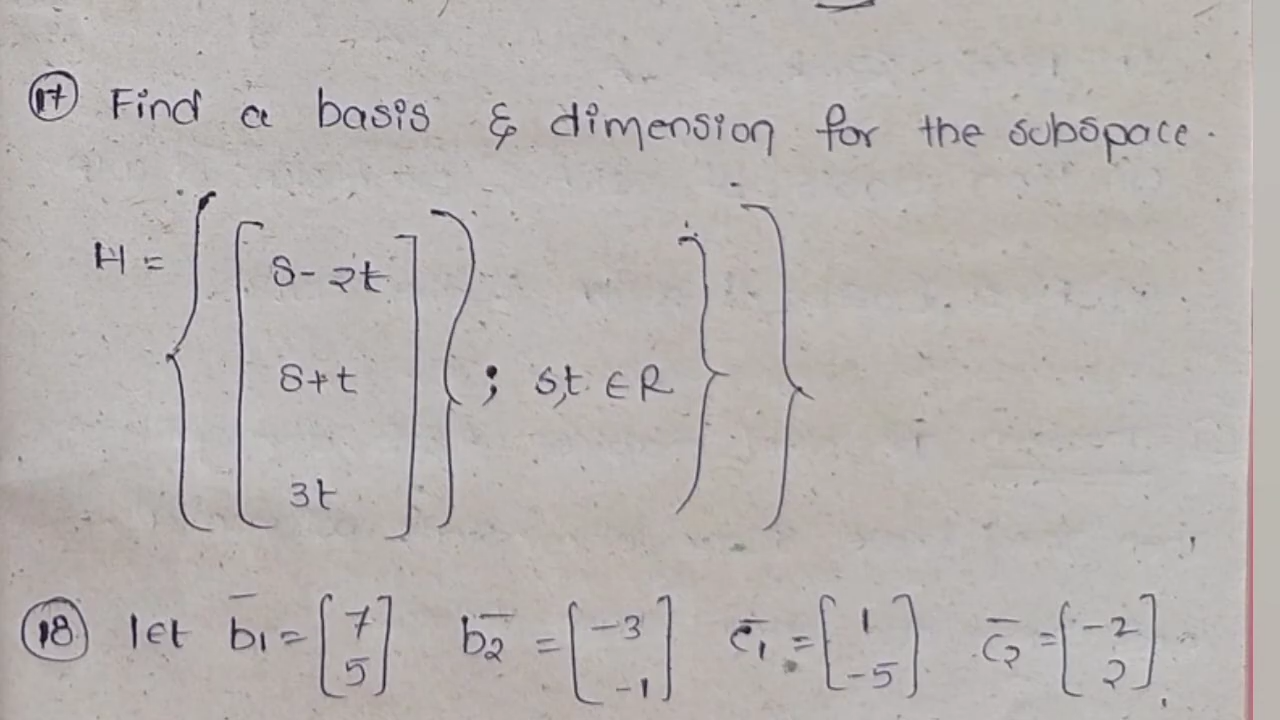 17 Find a basis & dimension for the subspace.
H = { [ s-2t
s+t
3t ] } ; s,t ∈ R } }
18 let b̄1 = [ 7
5 ] b̄2 = [ -3
-1 ] c̄1 = [ 1
-5 ] c̄2 = [ -2
2 ].